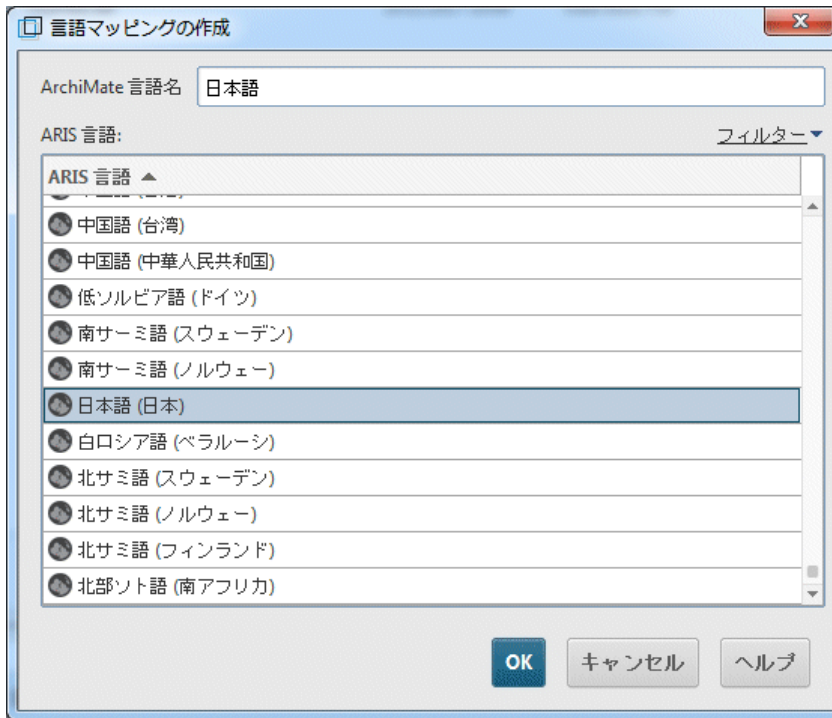 言語マッピングの作成
ArchiMate 言語名 日本語
ARIS 言語: フィルター
ARIS 言語
中国語 (台湾)
中国語 (中華人民共和国)
低ソルビア語 (ドイツ)
南サーミ語 (スウェーデン)
南サーミ語 (ノルウェー)
日本語 (日本)
白ロシア語 (ベラルーシ)
北サミ語 (スウェーデン)
北サミ語 (ノルウェー)
北サミ語 (フィンランド)
北部ソト語 (南アフリカ)
OK キャンセル ヘルプ